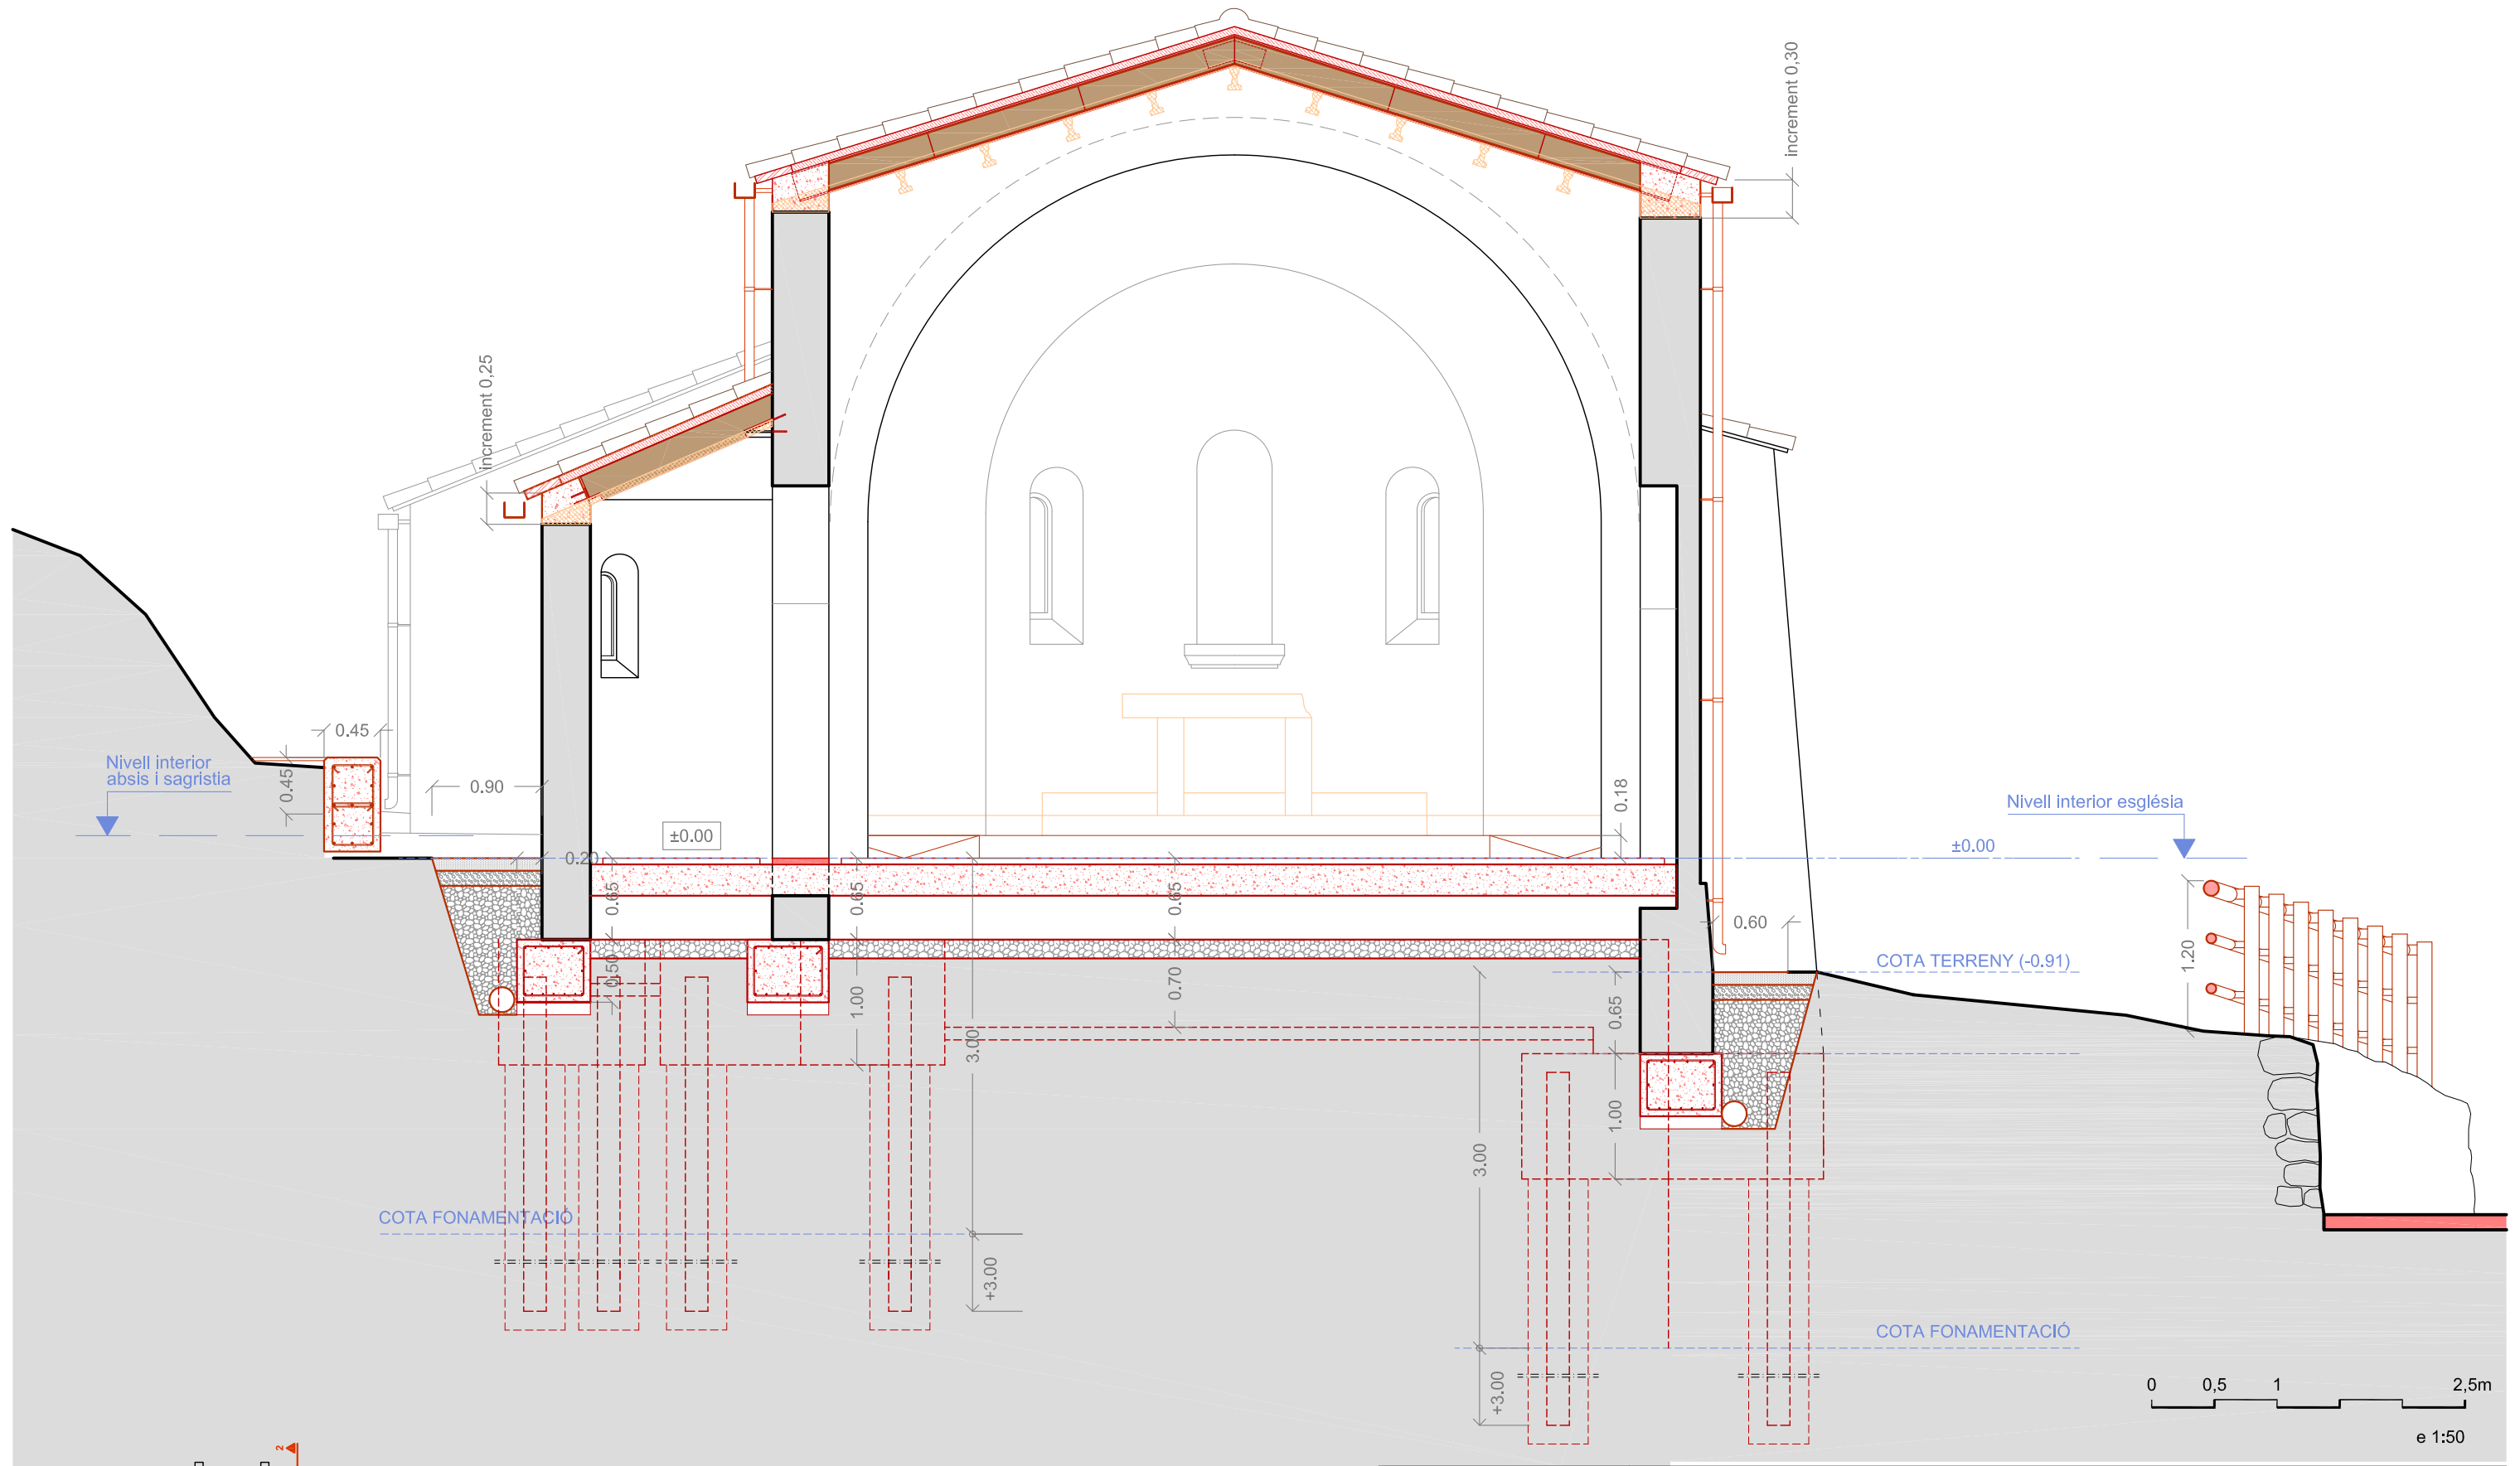 increment 0,30
increment 0,25
0.45
Nivell interior
absis i sagristia
0.45
0.90
±0.00
0.18
Nivell interior església
±0.00
0.20
0.65
0.65
0.65
0.60
1.20
COTA TERRENY (-0.91)
0.50
1.00
0.70
0.65
3.00
1.00
3.00
COTA FONAMENTACIÓ
+3.00
COTA FONAMENTACIÓ
+3.00
0 0,5 1 2,5m
e 1:50
2